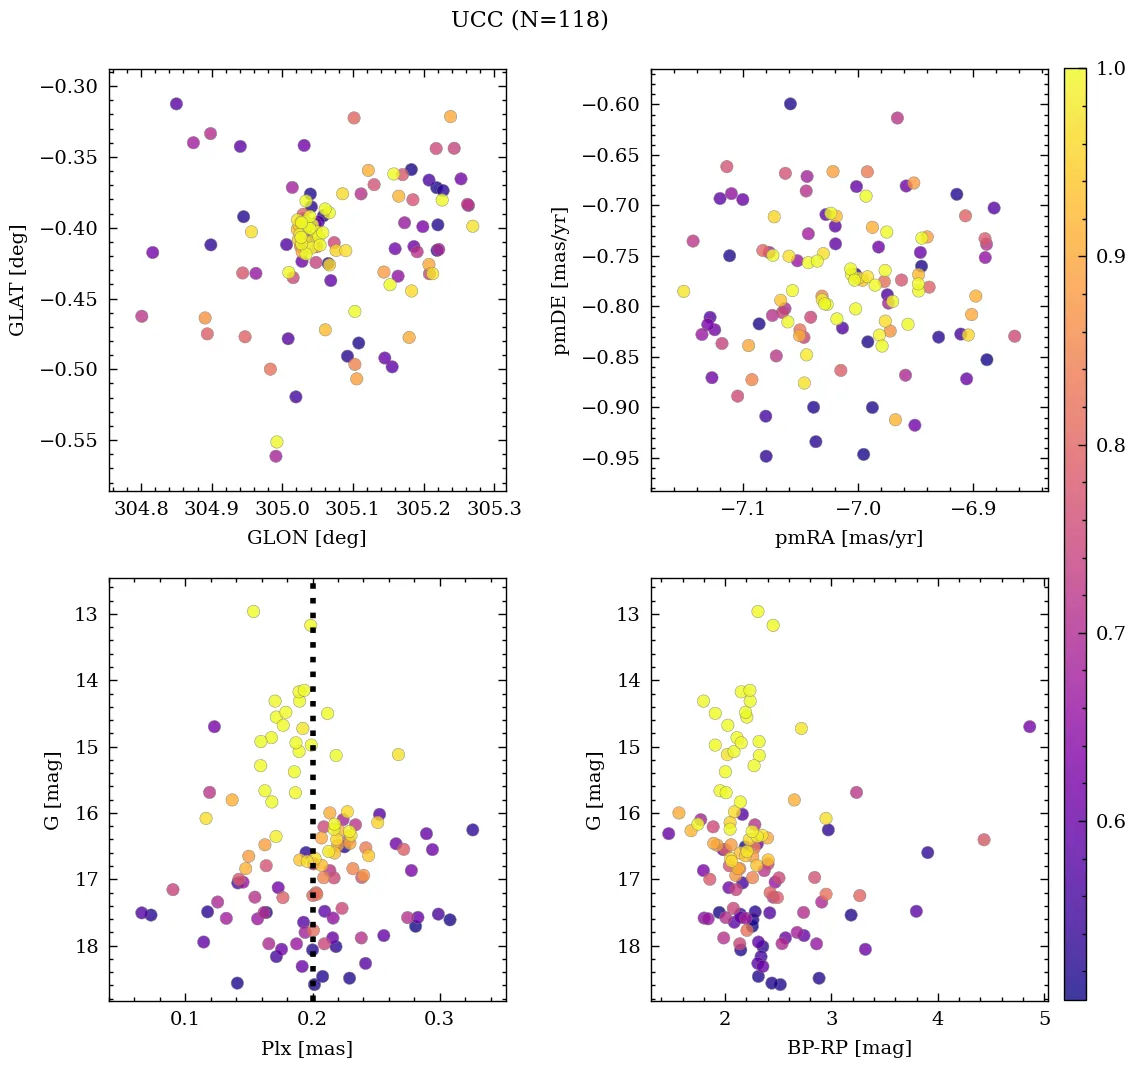 UCC (N=118)
−0.30
−0.35
−0.40
−0.45
−0.50
−0.55
GLAT [deg]
304.8 304.9 305.0 305.1 305.2 305.3
GLON [deg]
−0.60
−0.65
−0.70
−0.75
−0.80
−0.85
−0.90
−0.95
pmDE [mas/yr]
−7.1 −7.0 −6.9
pmRA [mas/yr]
1.0
0.9
0.8
0.7
0.6
13
14
15
16
17
18
G [mag]
0.1 0.2 0.3
Plx [mas]
13
14
15
16
17
18
G [mag]
2 3 4 5
BP-RP [mag]